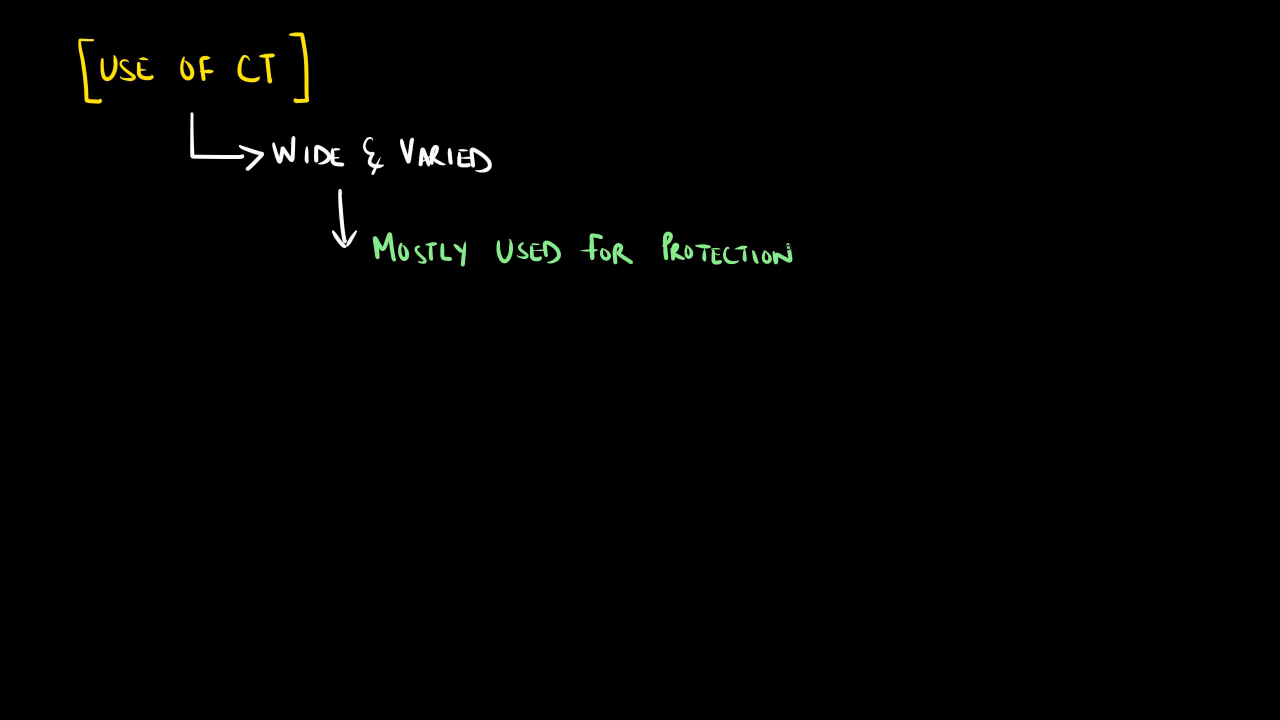 [USE OF CT]
WIDE & VARIED
MOSTLY USED FOR PROTECTION